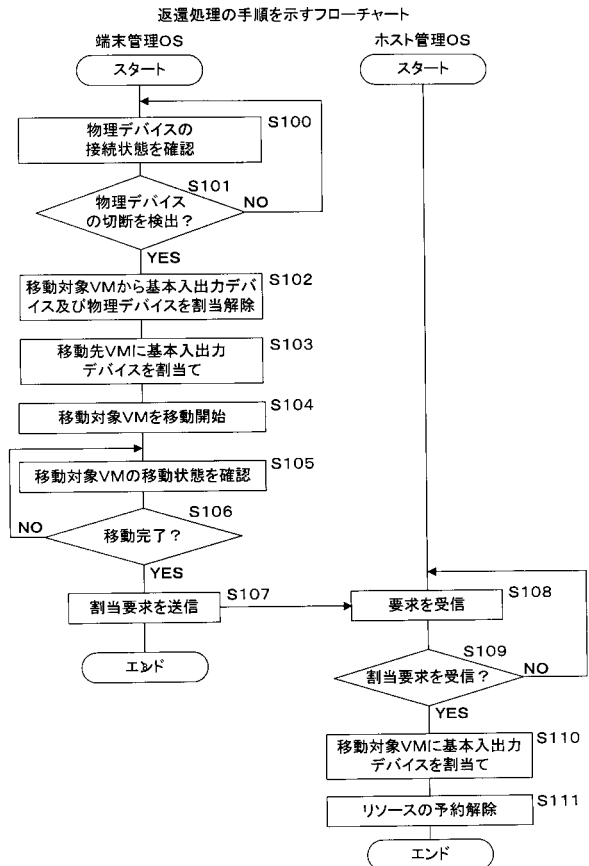 返還処理の手順を示すフローチャート
端末管理OS
スタート
S100
物理デバイスの
接続状態を確認
S101
物理デバイス
の切断を検出？
NO
YES
S102
移動対象VMから基本入出力デバ
イス及び物理デバイスを割当解除
S103
移動先VMに基本入出力
デバイスを割当て
S104
移動対象VMを移動開始
S105
移動対象VMの移動状態を確認
S106
移動完了？
NO
YES
S107
割当要求を送信
エンド
ホスト管理OS
スタート
S108
要求を受信
S109
割当要求を受信？
NO
YES
S110
移動対象VMに基本入出力
デバイスを割当て
S111
リソースの予約解除
エンド